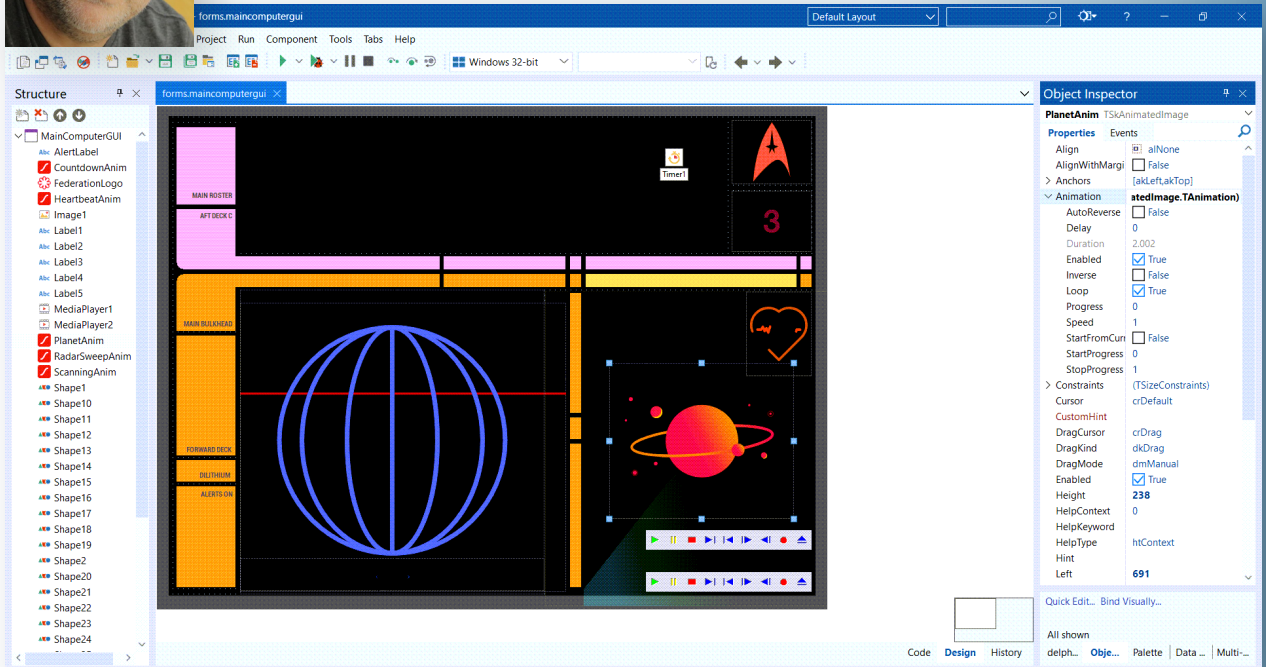 forms.maincomputergui
Default Layout
?
Project Run Component Tools Tabs Help
Windows 32-bit
Structure
forms.maincomputergui
Object Inspector
MainComputerGUI
AlertLabel
CountdownAnim
FederationLogo
HeartbeatAnim
Image1
Label1
Label2
Label3
Label4
Label5
MediaPlayer1
MediaPlayer2
PlanetAnim
RadarSweepAnim
ScanningAnim
Shape1
Shape10
Shape11
Shape12
Shape13
Shape14
Shape15
Shape16
Shape17
Shape18
Shape19
Shape2
Shape20
Shape21
Shape22
Shape23
Shape24
MAIN ROSTER
AFT DECK C
Timer1
3
MAIN BULKHEAD
FORWARD DECK
DILITHIUM
ALERTS ON
PlanetAnim TSkAnimatedImage
Properties Events
Align alNone
AlignWithMargi False
Anchors [akLeft,akTop]
Animation atedImage.TAnimation)
AutoReverse False
Delay 0
Duration 2.002
Enabled True
Inverse False
Loop True
Progress 0
Speed 1
StartFromCurr False
StartProgress 0
StopProgress 1
Constraints (TSizeConstraints)
Cursor crDefault
CustomHint
DragCursor crDrag
DragKind dkDrag
DragMode dmManual
Enabled True
Height 238
HelpContext 0
HelpKeyword
HelpType htContext
Hint
Left 691
Quick Edit... Bind Visually...
All shown
Code Design History
delph... Obje... Palette Data ... Multi-...